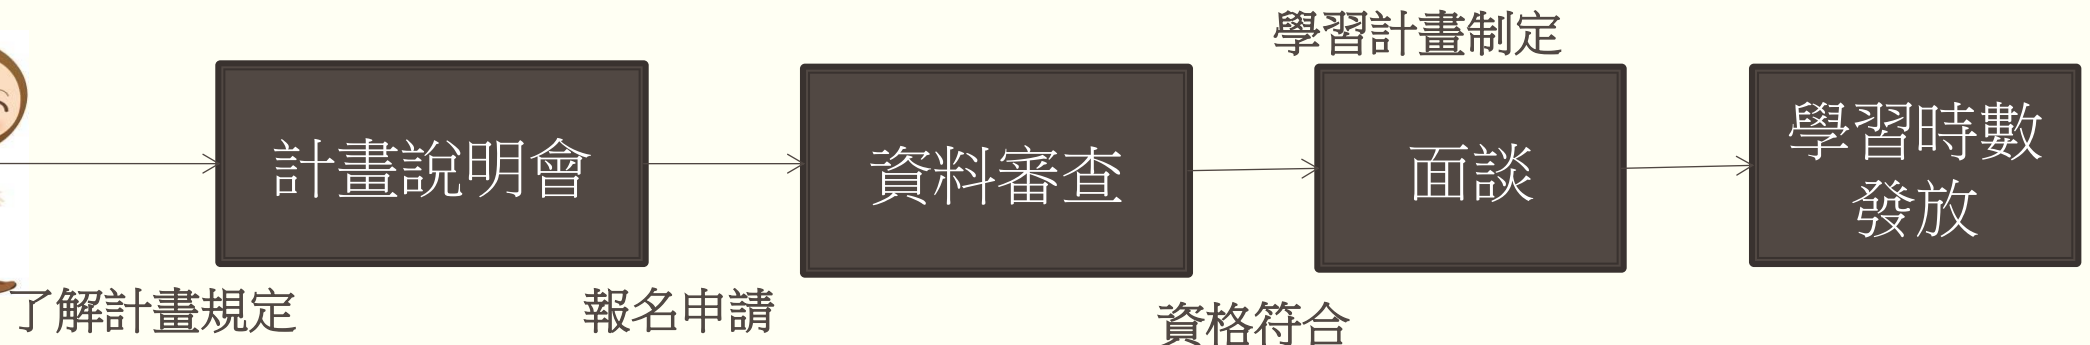 學習計畫制定
計畫說明會
資料審查
面談
學習時數
發放
了解計畫規定
報名申請
資格符合